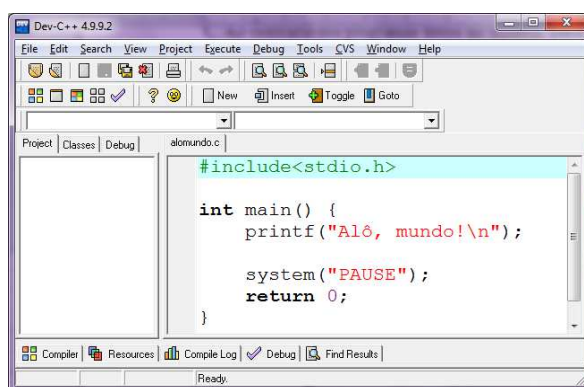 Dev-C++ 4.9.9.2
File Edit Search View Project Execute Debug Tools CVS Window Help
New Insert Toggle Goto
Project Classes Debug alomundo.c
#include<stdio.h>
int main() {
printf("Alô, mundo!\n");
system("PAUSE");
return 0;
}
Compiler Resources Compile Log Debug Find Results
Ready.